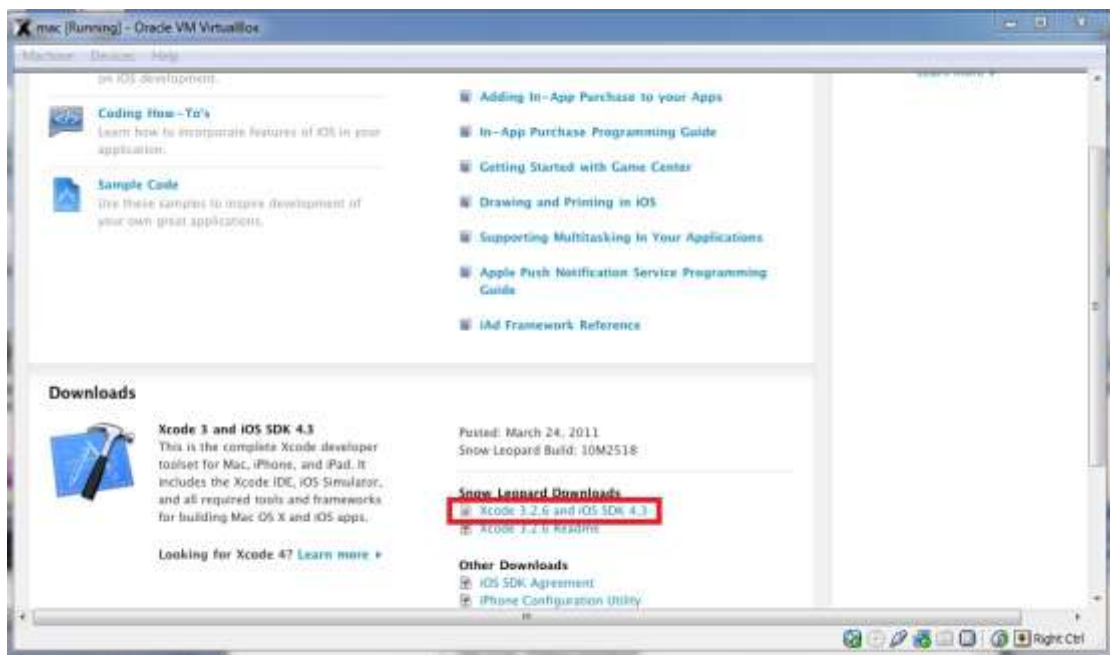 mac [Running] - Oracle VM VirtualBox
Machine Devices Help
on iOS development.
Coding How-To's
Learn how to incorporate features of iOS in your
application.
Sample Code
Use these samples to inspire development of
your own great applications.
Learn more
Adding In-App Purchase to your Apps
In-App Purchase Programming Guide
Getting Started with Game Center
Drawing and Printing in iOS
Supporting Multitasking In Your Applications
Apple Push Notification Service Programming
Guide
iAd Framework Reference
Downloads
Xcode 3 and iOS SDK 4.3
This is the complete Xcode developer
toolset for Mac, iPhone, and iPad. It
includes the Xcode IDE, iOS Simulator,
and all required tools and frameworks
for building Mac OS X and iOS apps.
Looking for Xcode 4? Learn more
Posted: March 24, 2011
Snow Leopard Build: 10M2518
Snow Leopard Downloads
Xcode 3.2.6 and iOS SDK 4.3
Xcode 3.2.6 Readme
Other Downloads
iOS SDK Agreement
iPhone Configuration Utility
Right Ctrl